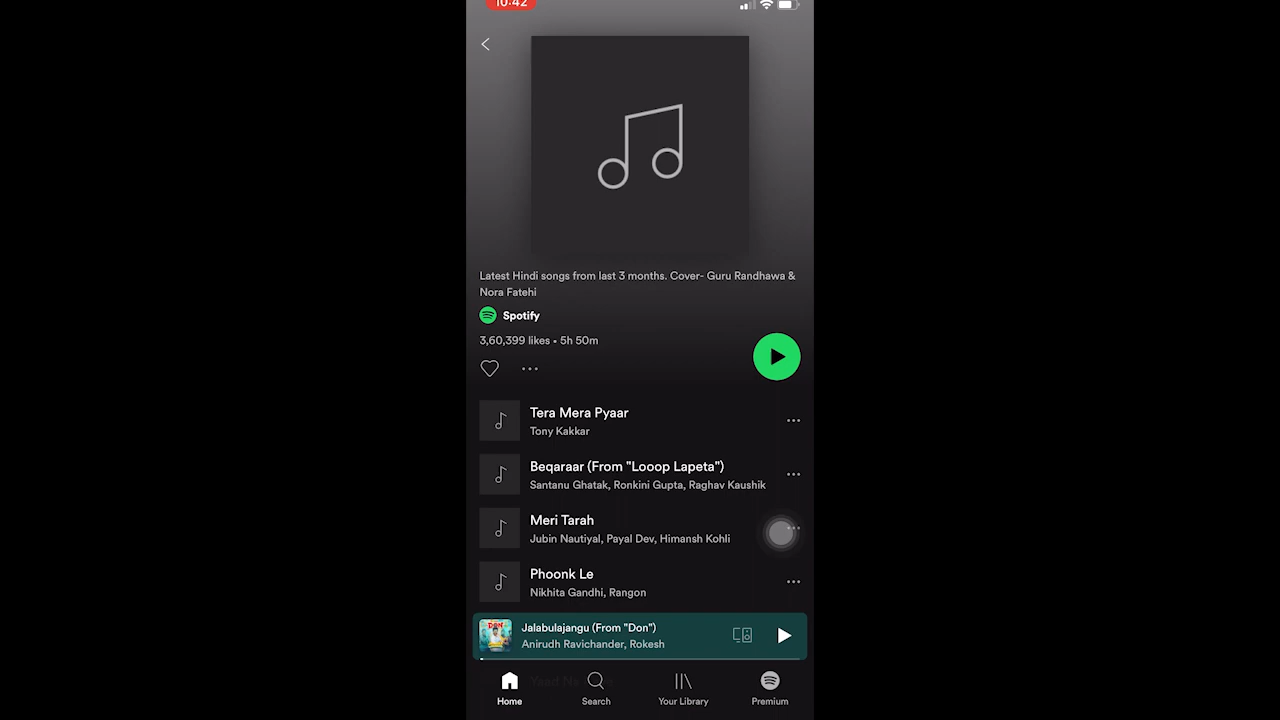 10:42
Latest Hindi songs from last 3 months. Cover- Guru Randhawa &
Nora Fatehi
Spotify
3,60,399 likes • 5h 50m
Tera Mera Pyaar
Tony Kakkar
Beqaraar (From "Looop Lapeta")
Santanu Ghatak, Ronkini Gupta, Raghav Kaushik
Meri Tarah
Jubin Nautiyal, Payal Dev, Himansh Kohli
Phoonk Le
Nikhita Gandhi, Rangon
Jalabulajangu (From "Don")
Anirudh Ravichander, Rokesh
Home
Search
Your Library
Premium